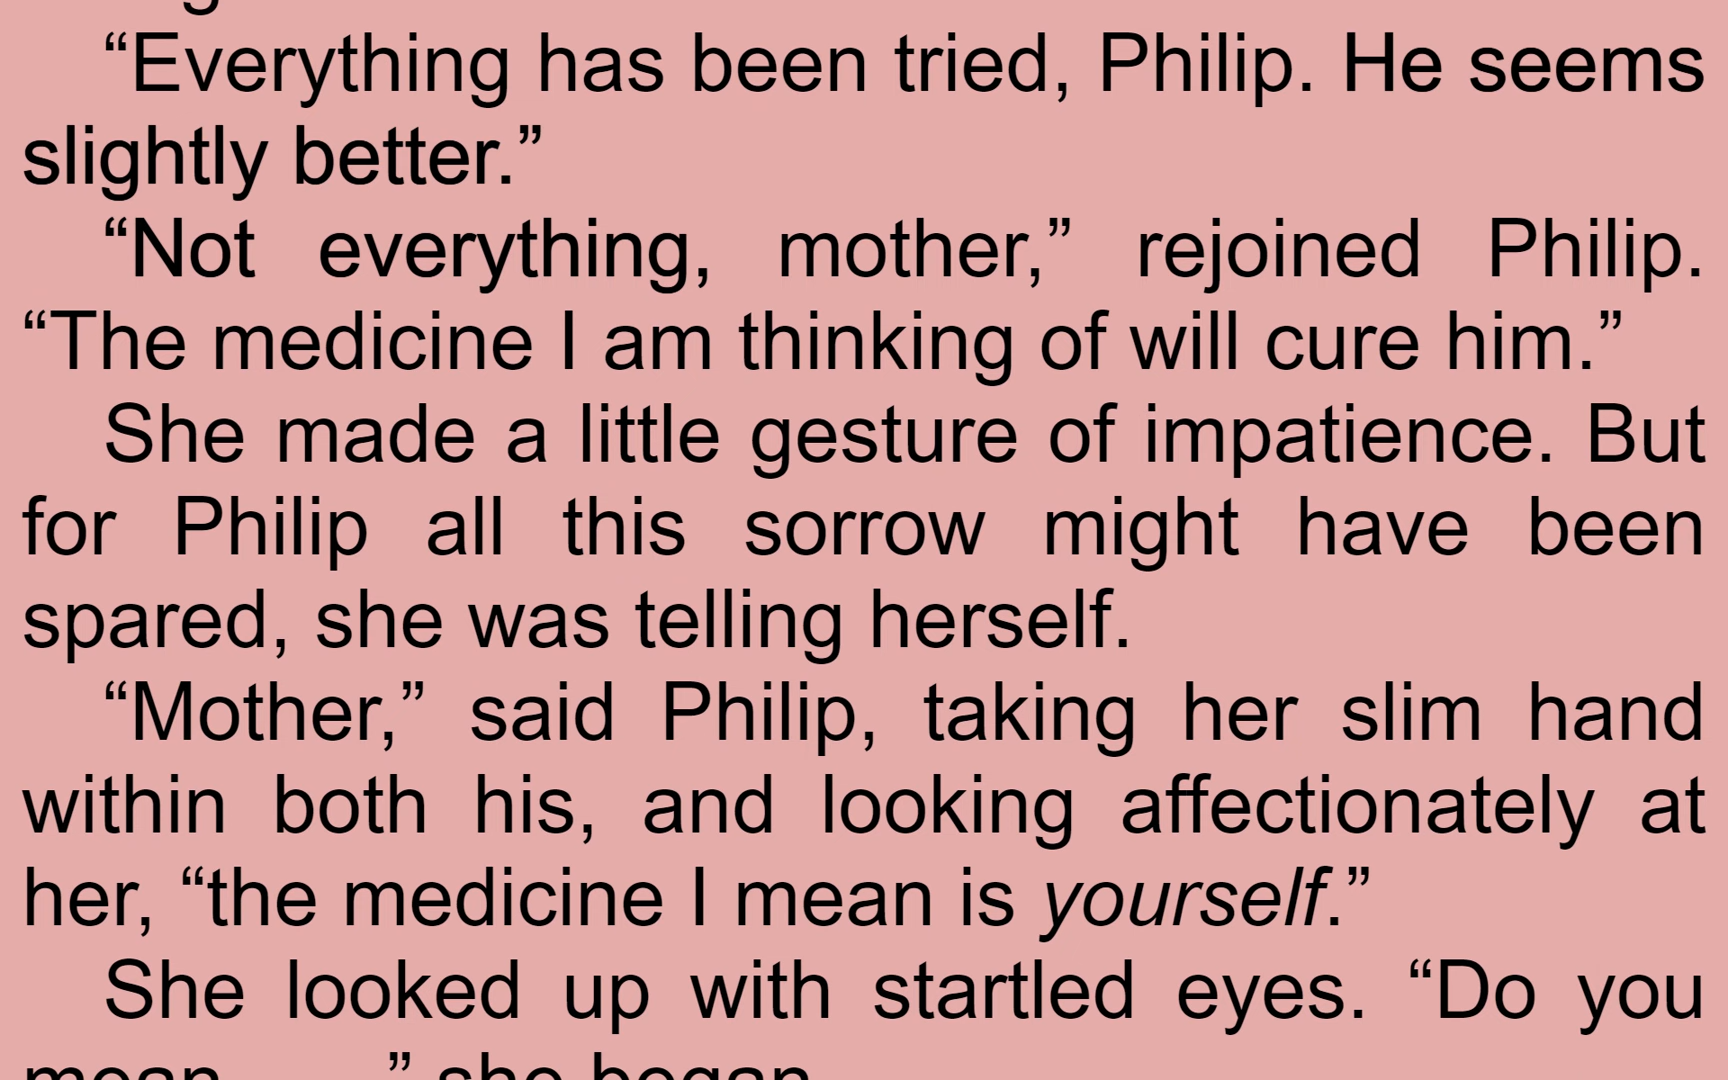 “Everything has been tried, Philip. He seems
slightly better.”
“Not everything, mother,” rejoined Philip.
“The medicine I am thinking of will cure him.”
She made a little gesture of impatience. But
for Philip all this sorrow might have been
spared, she was telling herself.
“Mother,” said Philip, taking her slim hand
within both his, and looking affectionately at
her, “the medicine I mean is yourself.”
She looked up with startled eyes. “Do you
mean ” she began